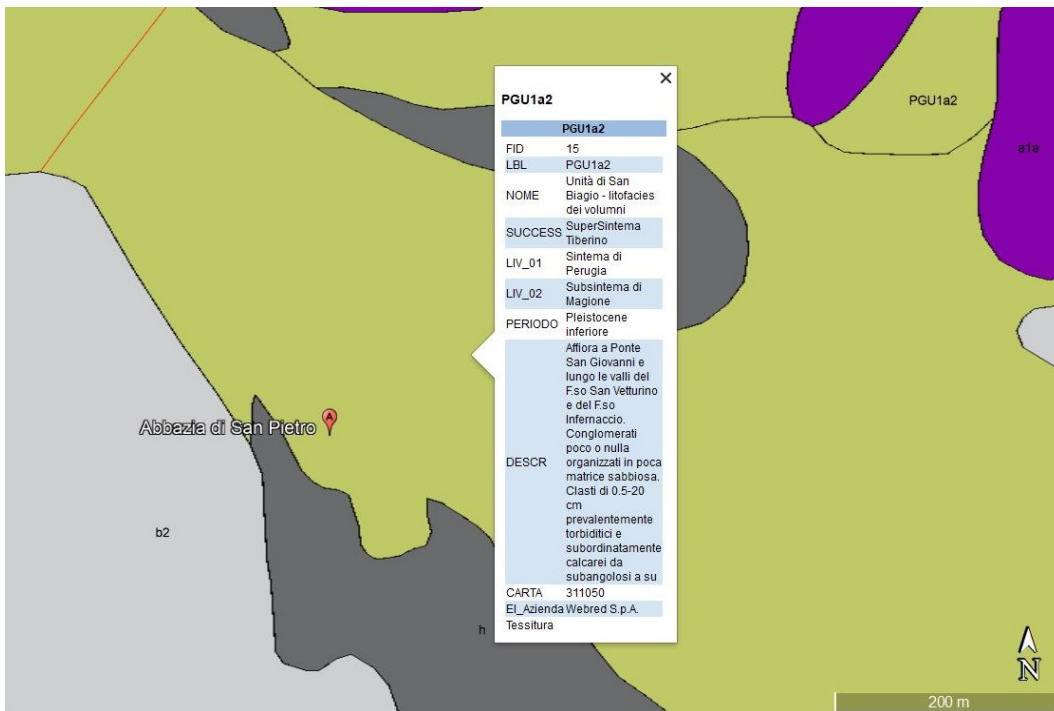 PGU1a2
PGU1a2
FID 15
LBL PGU1a2
NOME Unità di San
Biagio - litofacies
dei volumni
SUCCESS SuperSintema
Tiberino
LIV_01 Sintema di
Perugia
LIV_02 Subsintema di
Magione
PERIODO Pleistocene
inferiore
DESCR Affiora a Ponte
San Giovanni e
lungo le valli del
F.so San Vetturino
e del F.so
Infernaccio.
Conglomerati
poco o nulla
organizzati in poca
matrice sabbiosa.
Clasti di 0.5-20
cm
prevalentemente
torbiditici e
subordinatamente
calcarei da
subangolosi a su
CARTA 311050
El_Azienda Webred S.p.A.
Tessitura
PGU1a2
a1a
A
Abbazia di San Pietro
b2
h
N
200 m